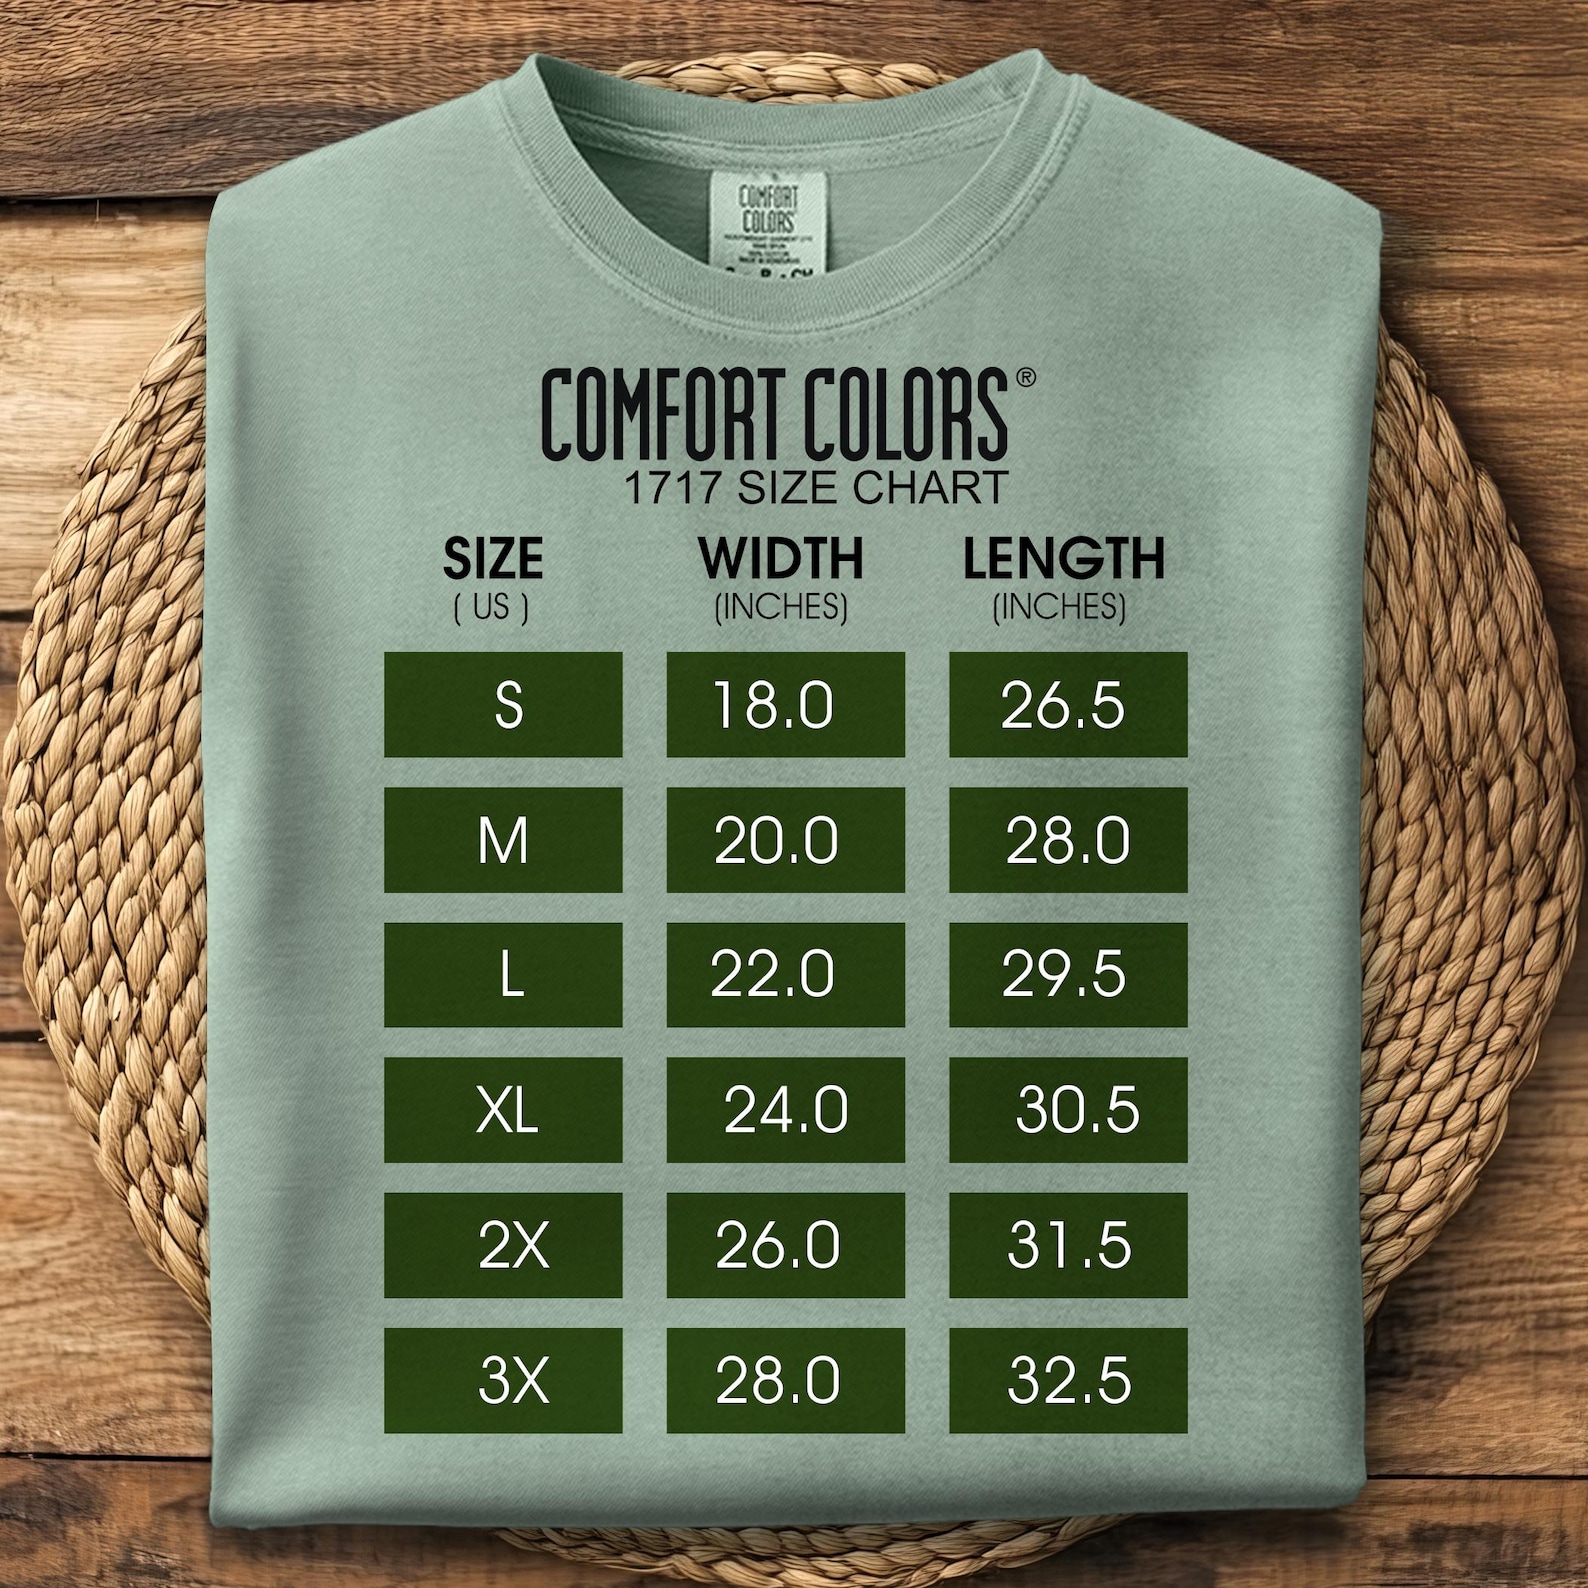 COMFORT
COLORS
COMFORT COLORS®
1717 SIZE CHART
SIZE WIDTH LENGTH
( US ) (INCHES) (INCHES)
S 18.0 26.5
M 20.0 28.0
L 22.0 29.5
XL 24.0 30.5
2X 26.0 31.5
3X 28.0 32.5